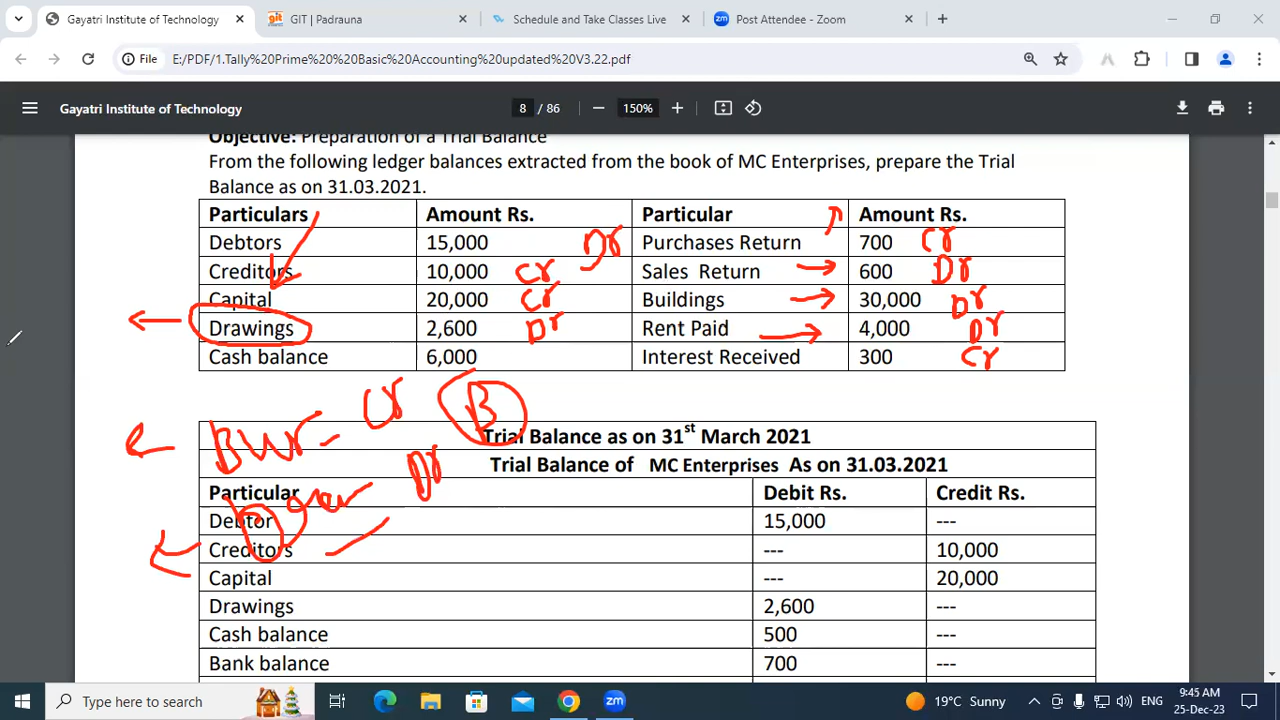 Gayatri Institute of Technology
GIT | Padrauna
Schedule and Take Classes Live
Post Attendee - Zoom
File E:/PDF/1.Tally%20Prime%20%20Basic%20Accounting%20updated%20V3.22.pdf
Gayatri Institute of Technology 8 / 86 150%
Objective: Preparation of a Trial Balance
From the following ledger balances extracted from the book of MC Enterprises, prepare the Trial
Balance as on 31.03.2021.
Particulars Amount Rs. Particular Amount Rs.
Debtors 15,000 Dr Purchases Return 700 Cr
Creditors 10,000 Cr Sales Return 600 Dr
Capital 20,000 Cr Buildings 30,000 Dr
Drawings 2,600 Dr Rent Paid 4,000 Dr
Cash balance 6,000 Interest Received 300 Cr
Cr B
Trial Balance as on 31st March 2021
Dr
Trial Balance of MC Enterprises As on 31.03.2021
Particular Debit Rs. Credit Rs.
Debtor 15,000 ---
Creditors --- 10,000
Capital --- 20,000
Drawings 2,600 ---
Cash balance 500 ---
Bank balance 700 ---
Type here to search
19°C Sunny
ENG
9:45 AM
25-Dec-23